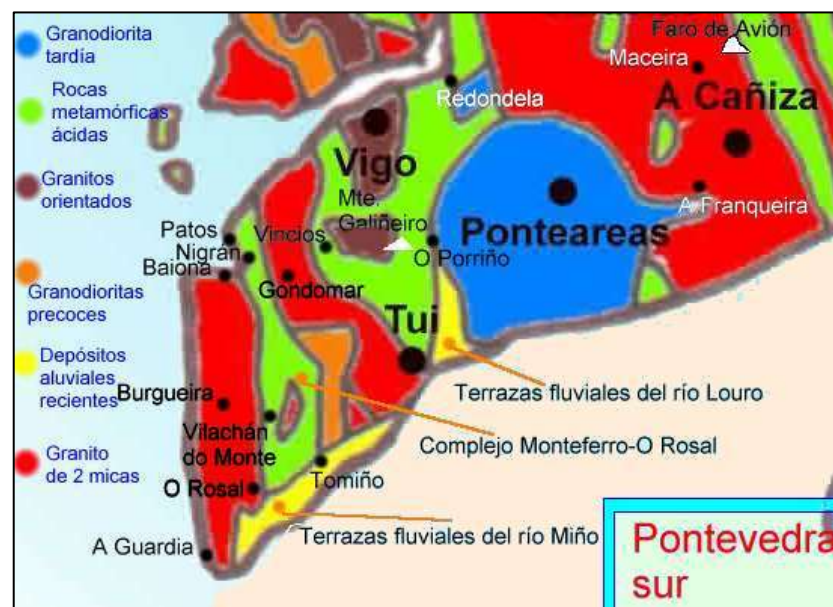 Granodiorita
tardía
Rocas
metamórficas
ácidas
Granitos
orientados
Granodioritas
precoces
Depósitos
aluviales
recientes
Granito
de 2 micas
Faro de Avión
Maceira
A Cañiza
Redondela
Vigo
Mte.
Galiñeiro
A Franqueira
Ponteareas
Patos
Nigrán
Vincios
O Porriño
Baiona
Gondomar
Tui
Terrazas fluviales del río Louro
Burgueira
Vilachán
do Monte
Complejo Monteferro-O Rosal
Tomiño
O Rosal
Terrazas fluviales del río Miño
A Guardia
Pontevedra
sur